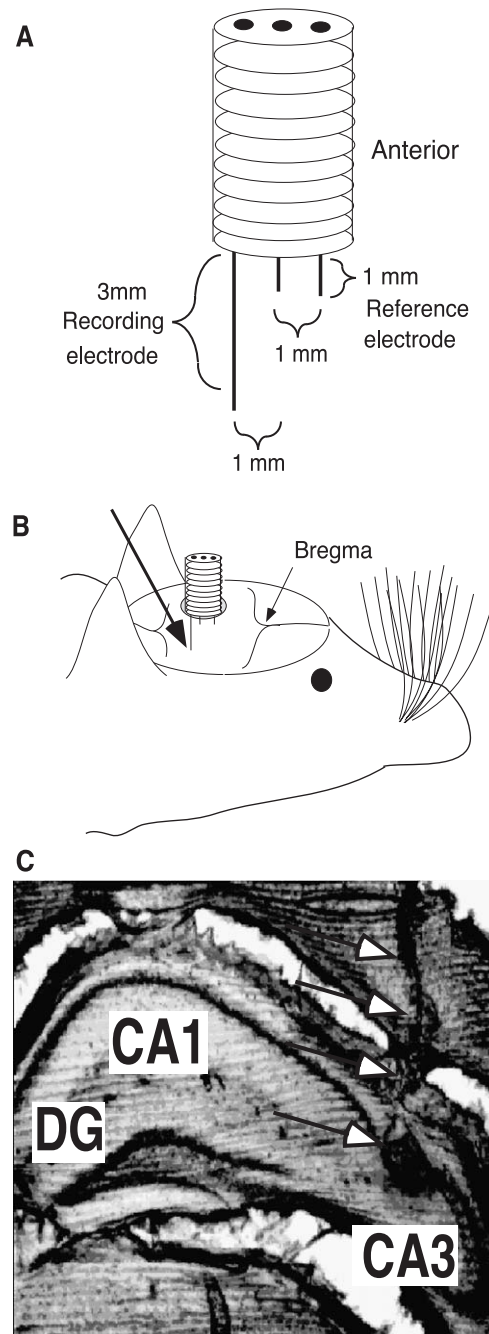 A
Anterior
3mm
Recording
electrode
1 mm
Reference
electrode
1 mm
1 mm
B
Bregma
C
CA1
DG
CA3